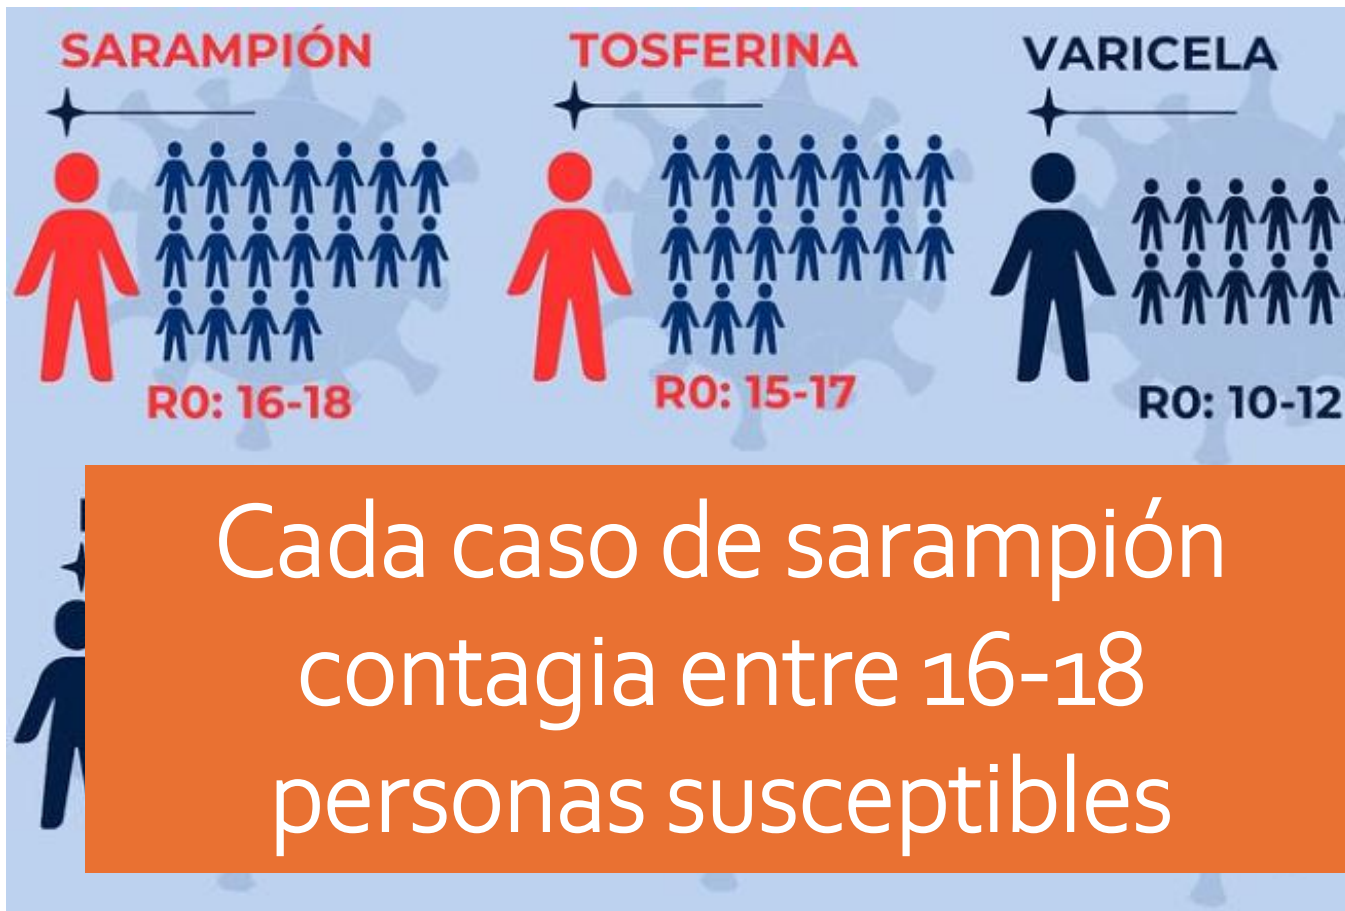 SARAMPIÓN
TOSFERINA
VARICELA
R0: 16-18
R0: 15-17
R0: 10-12
Cada caso de sarampión
contagia entre 16-18
personas susceptibles